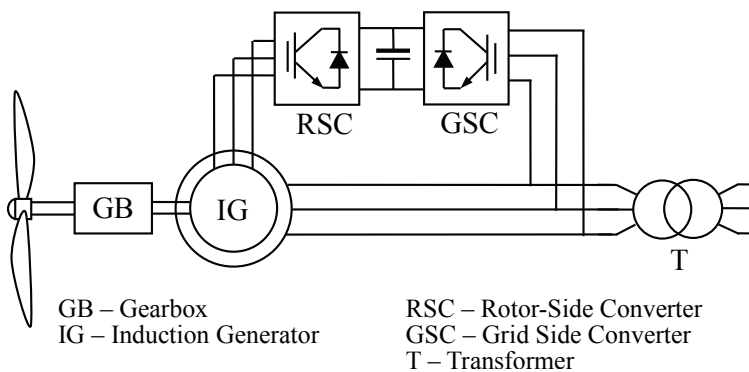 RSC
GSC
GB
IG
T
GB – Gearbox
IG – Induction Generator
RSC – Rotor-Side Converter
GSC – Grid Side Converter
T – Transformer